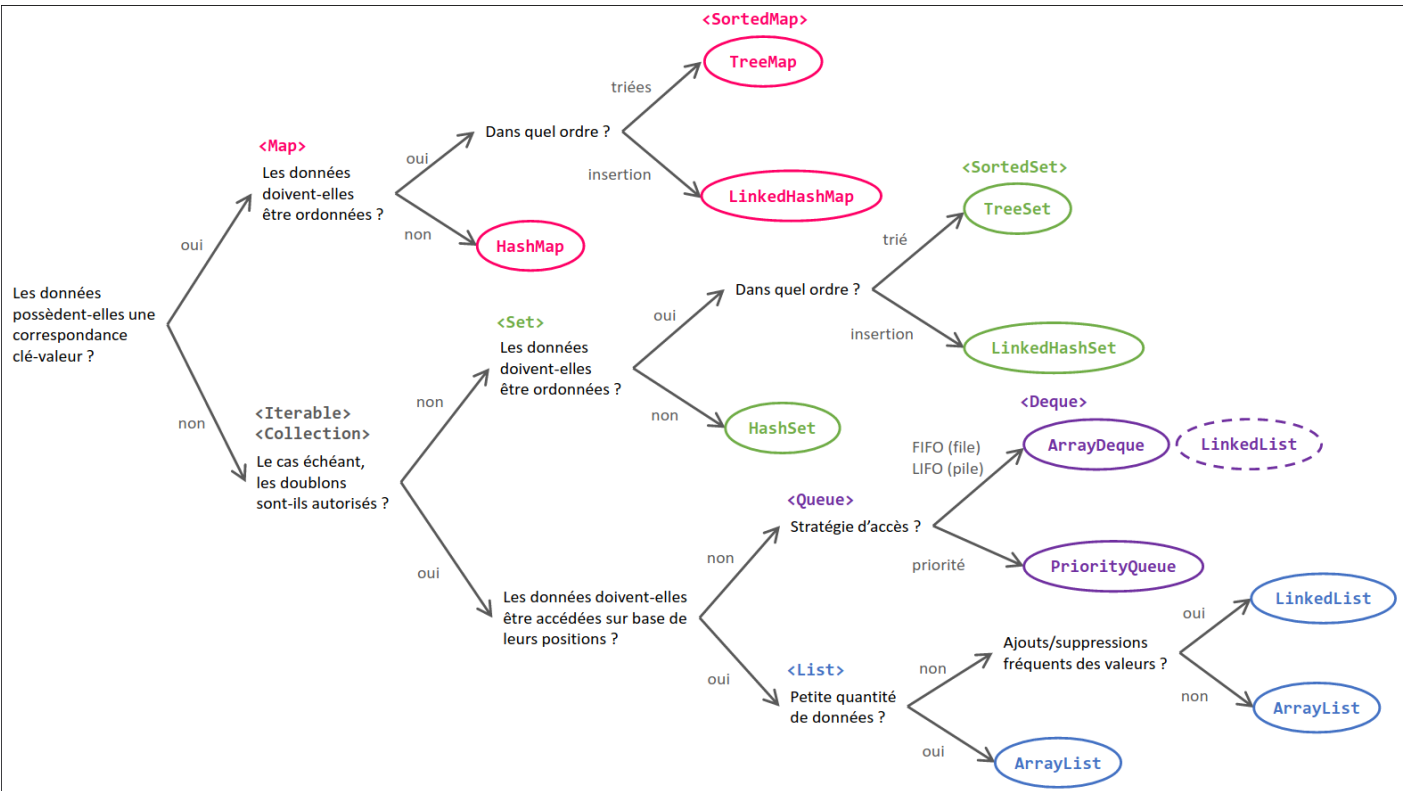 <SortedMap>
TreeMap
triées
Dans quel ordre ?
<Map>
oui
Les données
doivent-elles
être ordonnées ?
insertion
LinkedHashMap
<SortedSet>
TreeSet
non
HashMap
oui
trié
Les données
possèdent-elles une
correspondance
clé-valeur ?
Dans quel ordre ?
<Set>
oui
Les données
doivent-elles
être ordonnées ?
insertion
LinkedHashSet
non
<Iterable>
<Collection>
Le cas échéant,
les doublons
sont-ils autorisés ?
non
non
HashSet
<Deque>
FIFO (file)
LIFO (pile)
ArrayDeque
LinkedList
<Queue>
Stratégie d’accès ?
non
priorité
PriorityQueue
oui
Les données doivent-elles
être accédées sur base de
leurs positions ?
LinkedList
oui
Ajouts/suppressions
fréquents des valeurs ?
<List>
non
oui
Petite quantité
de données ?
non
ArrayList
oui
ArrayList